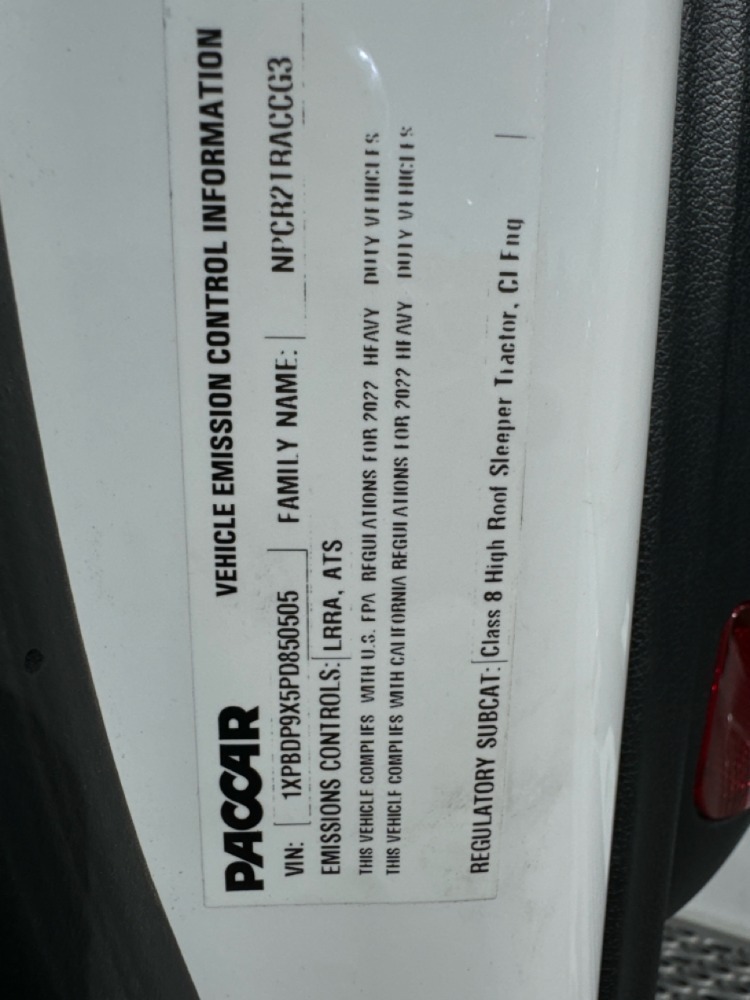 PACCAR VEHICLE EMISSION CONTROL INFORMATION
VIN: 1XPBDP9X5PD850505 FAMILY NAME: NPCR21RACCG3
EMISSIONS CONTROLS: LRRA, ATS
THIS VEHICLE COMPLIES WITH U.S. EPA REGULATIONS FOR 2022 HEAVY DUTY VEHICLES
THIS VEHICLE COMPLIES WITH CALIFORNIA REGULATIONS FOR 2022 HEAVY DUTY VEHICLES
REGULATORY SUBCAT: Class 8 High Roof Sleeper Tractor, CI Eng